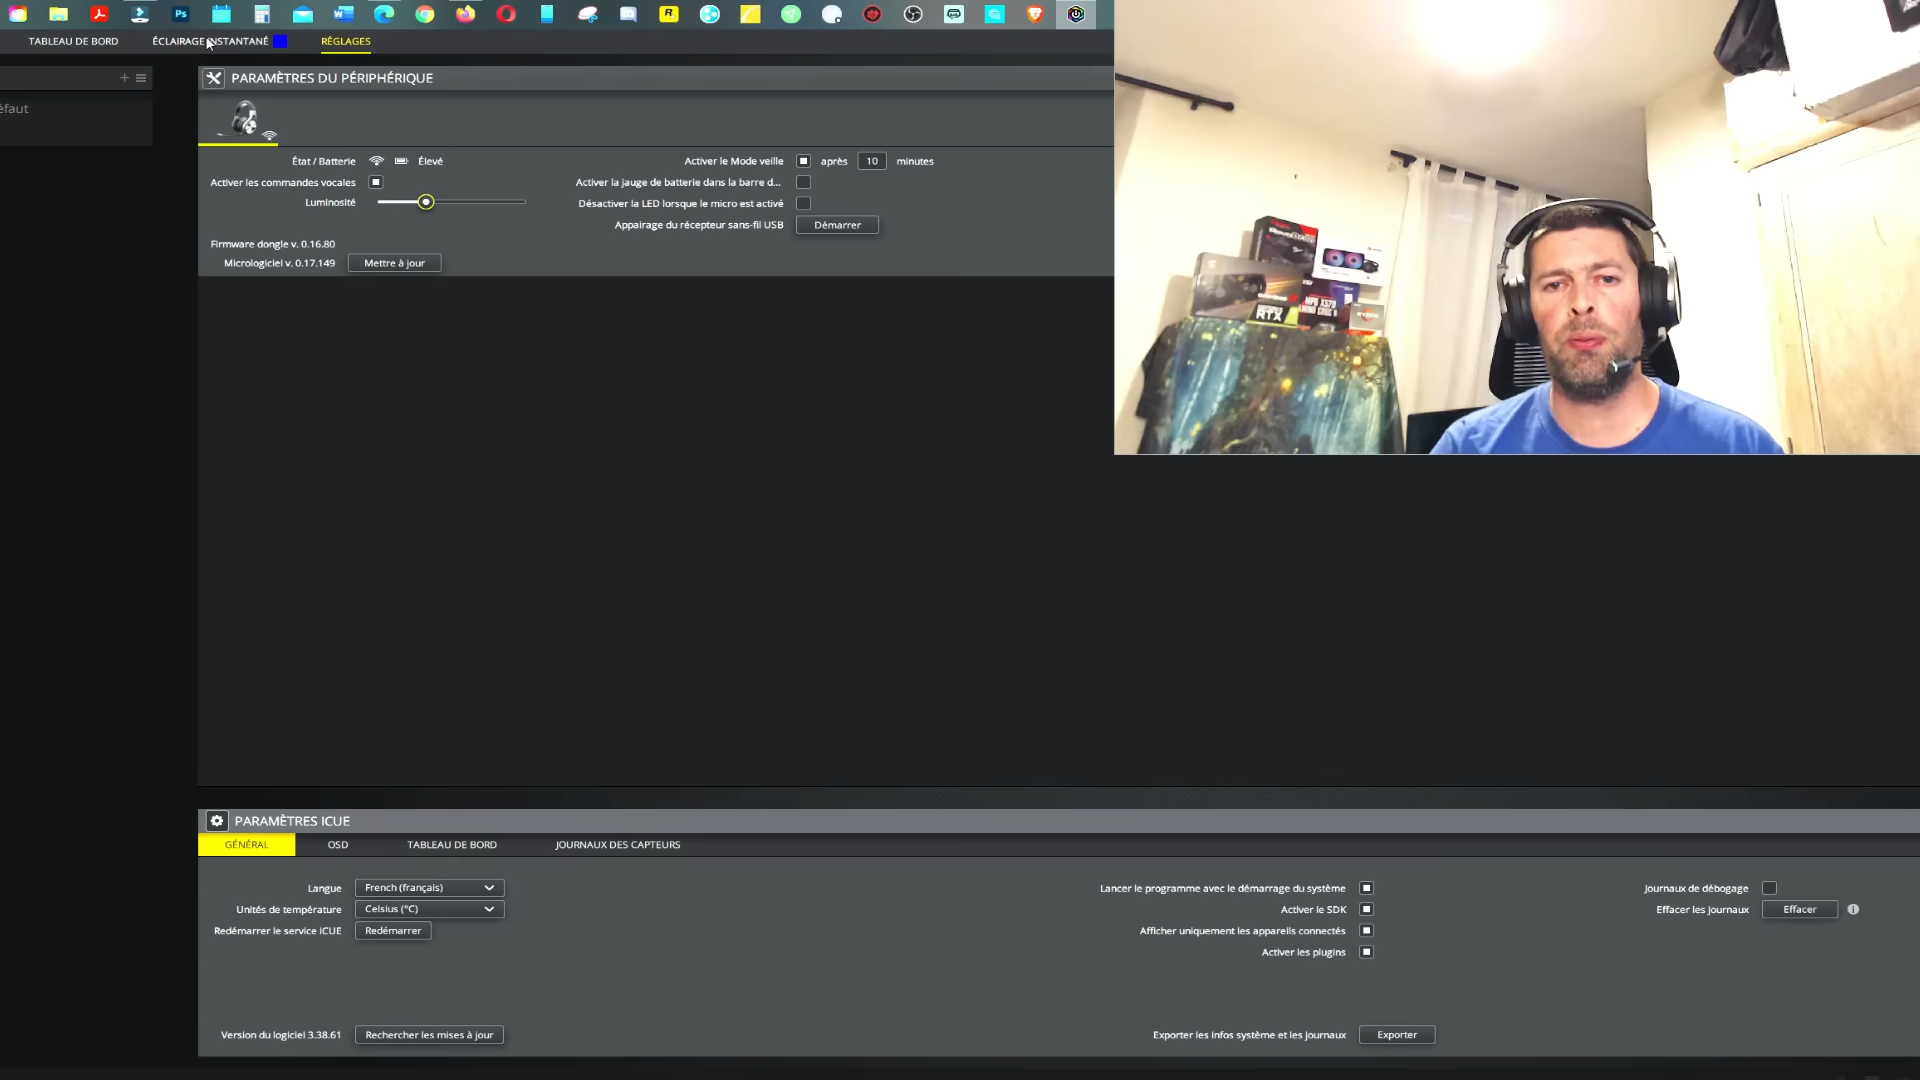 TABLEAU DE BORD
ÉCLAIRAGE INSTANTANÉ
RÉGLAGES
PARAMÈTRES DU PÉRIPHÉRIQUE
éfaut
État / Batterie Élevé
Activer les commandes vocales
Luminosité
Activer le Mode veille après 10 minutes
Activer la jauge de batterie dans la barre d...
Désactiver la LED lorsque le micro est activé
Appairage du récepteur sans-fil USB Démarrer
Firmware dongle v. 0.16.80
Micrologiciel v. 0.17.149 Mettre à jour
RTX
MPG X570
RYZEN
PARAMÈTRES ICUE
GÉNÉRAL OSD TABLEAU DE BORD JOURNAUX DES CAPTEURS
Langue French (français)
Unités de température Celsius (°C)
Redémarrer le service iCUE Redémarrer
Lancer le programme avec le démarrage du système
Activer le SDK
Afficher uniquement les appareils connectés
Activer les plugins
Journaux de débogage
Effacer les journaux Effacer
Version du logiciel 3.38.61 Rechercher les mises à jour
Exporter les infos système et les journaux Exporter